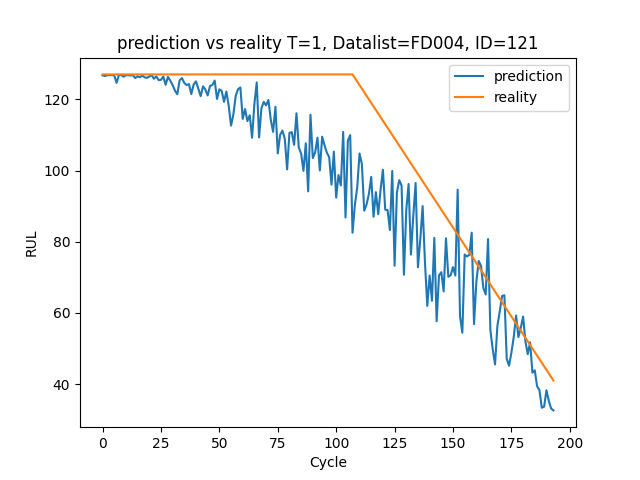 prediction vs reality T=1, Datalist=FD004, ID=121
prediction
reality
RUL
120
100
80
60
40
0 25 50 75 100 125 150 175 200
Cycle